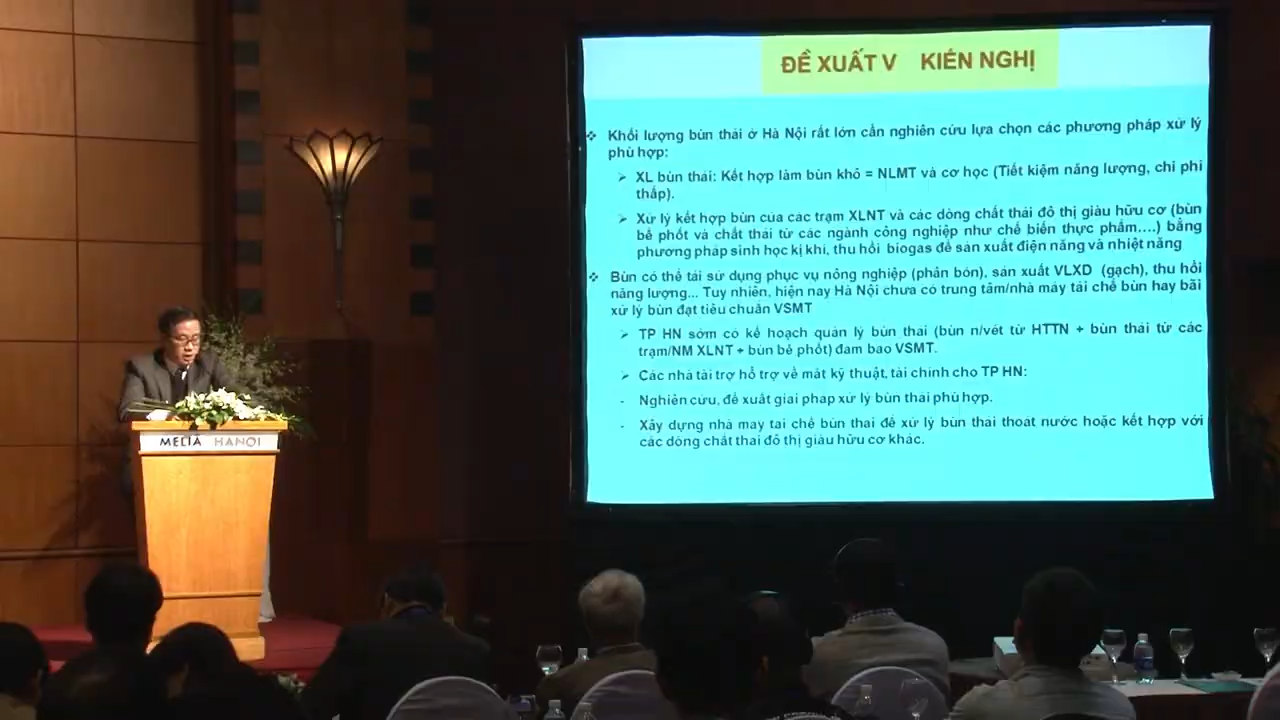 ĐỀ XUẤT V KIẾN NGHỊ
❖ Khối lượng bùn thải ở Hà Nội rất lớn cần nghiên cứu lựa chọn các phương pháp xử lý
phù hợp:
➢ XL bùn thải: Kết hợp làm bùn khô = NLMT và cơ học (Tiết kiệm năng lượng, chi phí
thấp).
➢ Xử lý kết hợp bùn của các trạm XLNT và các dòng chất thải đô thị giàu hữu cơ (bùn
bể phốt và chất thải từ các ngành công nghiệp như chế biến thực phẩm....) bằng
phương pháp sinh học kị khí, thu hồi biogas để sản xuất điện năng và nhiệt năng
❖ Bùn có thể tái sử dụng phục vụ nông nghiệp (phân bón), sản xuất VLXD (gạch), thu hồi
năng lượng... Tuy nhiên, hiện nay Hà Nội chưa có trung tâm/nhà máy tái chế bùn hay bãi
xử lý bùn đạt tiêu chuẩn VSMT
➢ TP HN sớm có kế hoạch quản lý bùn thải (bùn n/vét từ HTTN + bùn thải từ các
trạm/NM XLNT + bùn bể phốt) đảm bảo VSMT.
➢ Các nhà tài trợ hỗ trợ về mặt kỹ thuật, tài chính cho TP HN:
- Nghiên cứu, đề xuất giải pháp xử lý bùn thải phù hợp.
- Xây dựng nhà máy tái chế bùn thải để xử lý bùn thải thoát nước hoặc kết hợp với
các dòng chất thải đô thị giàu hữu cơ khác.
MELIÃ HANOI